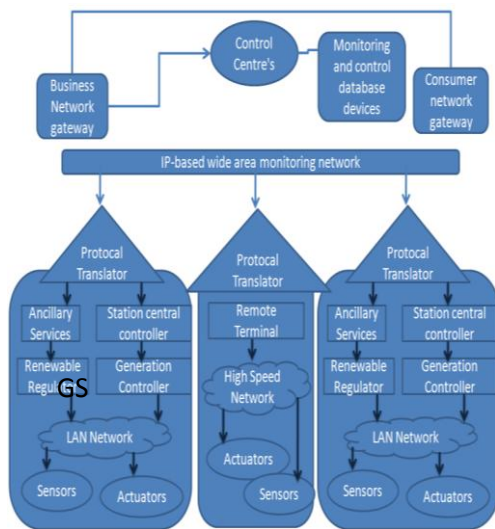 Control
Centre's
Monitoring
and control
database
devices
Business
Network
gateway
Consumer
network
gateway
IP-based wide area monitoring network
Protocal
Translator
Ancillary
Services
Station central
controller
Renewable
Regulator
GS
Generation
Controller
LAN Network
Sensors
Actuators
Protocal
Translator
Remote
Terminal
High Speed
Network
Actuators
Sensors
Protocal
Translator
Ancillary
Services
Station central
controller
Renewable
Regulator
Generation
Controller
LAN Network
Sensors
Actuators